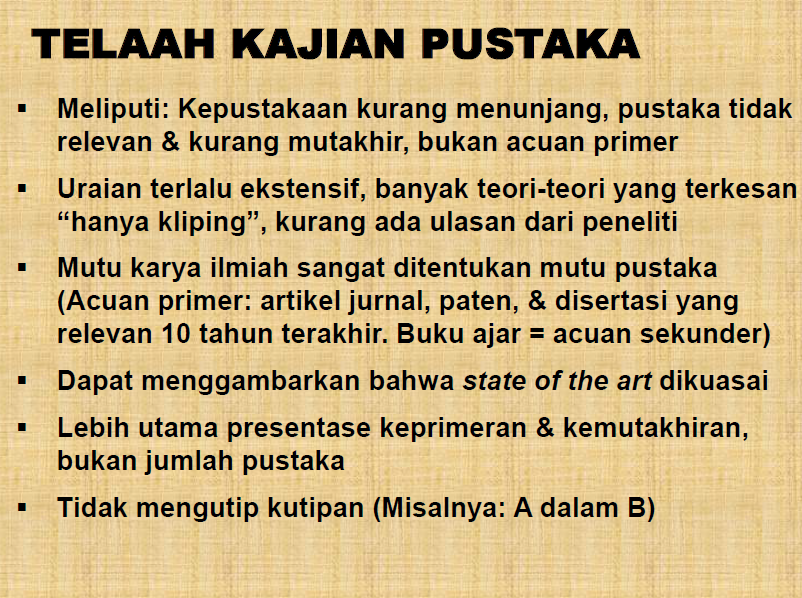 TELAAH KAJIAN PUSTAKA
▪ Meliputi: Kepustakaan kurang menunjang, pustaka tidak
relevan & kurang mutakhir, bukan acuan primer
▪ Uraian terlalu ekstensif, banyak teori-teori yang terkesan
“hanya kliping”, kurang ada ulasan dari peneliti
▪ Mutu karya ilmiah sangat ditentukan mutu pustaka
(Acuan primer: artikel jurnal, paten, & disertasi yang
relevan 10 tahun terakhir. Buku ajar = acuan sekunder)
▪ Dapat menggambarkan bahwa state of the art dikuasai
▪ Lebih utama presentase keprimeran & kemutakhiran,
bukan jumlah pustaka
▪ Tidak mengutip kutipan (Misalnya: A dalam B)